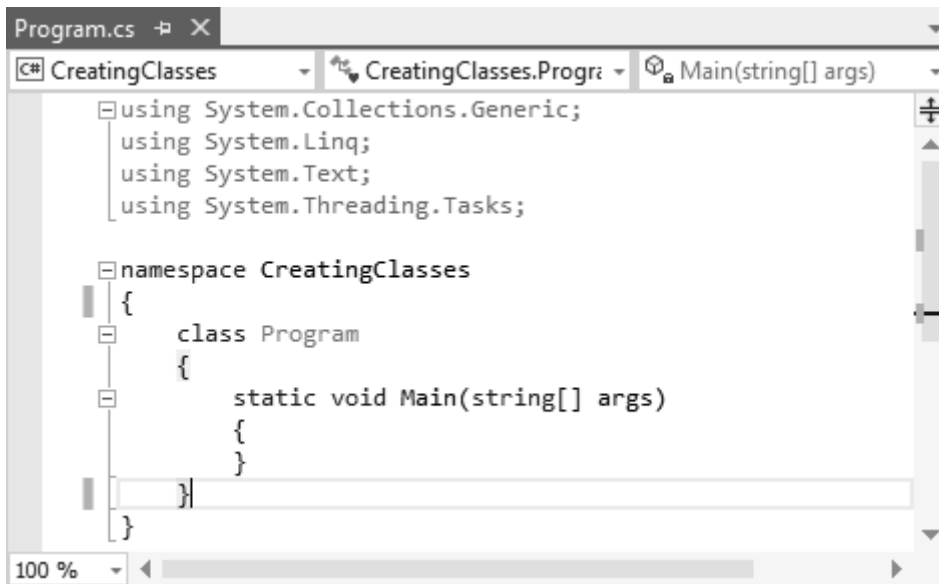 Program.cs
C# CreatingClasses CreatingClasses.Progra Main(string[] args)
using System.Collections.Generic;
using System.Linq;
using System.Text;
using System.Threading.Tasks;
namespace CreatingClasses
{
    class Program
    {
        static void Main(string[] args)
        {
        }
    }
}
100 %